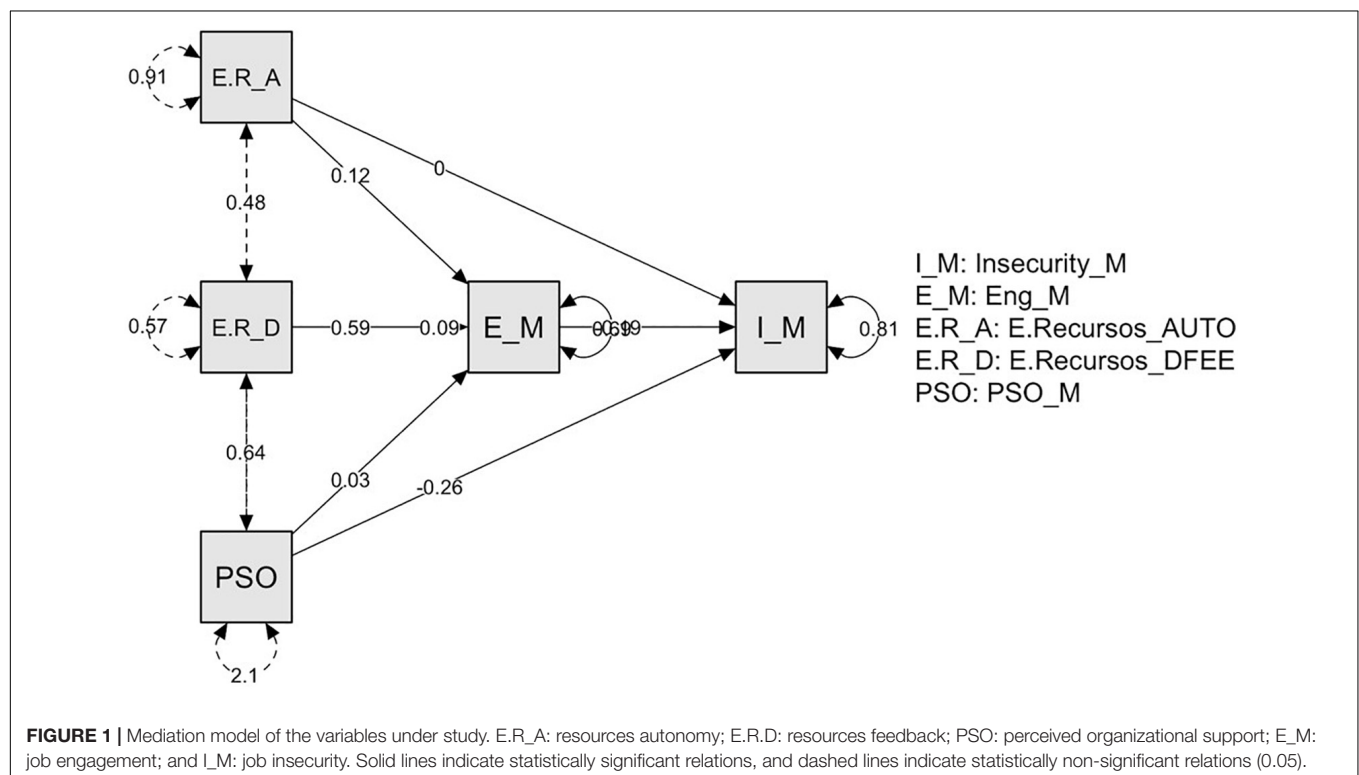 E.R_A
0.91
0.12
0
0.48
E.R_D
0.57
0.59
0.09
E_M
I_M
0.81
0.64
0.03
-0.26
PSO
2.1
I_M: Insecurity_M
E_M: Eng_M
E.R_A: E.Recursos_AUTO
E.R_D: E.Recursos_DFEE
PSO: PSO_M
FIGURE 1 | Mediation model of the variables under study. E.R_A: resources autonomy; E.R.D: resources feedback; PSO: perceived organizational support; E_M:
job engagement; and I_M: job insecurity. Solid lines indicate statistically significant relations, and dashed lines indicate statistically non-significant relations (0.05).